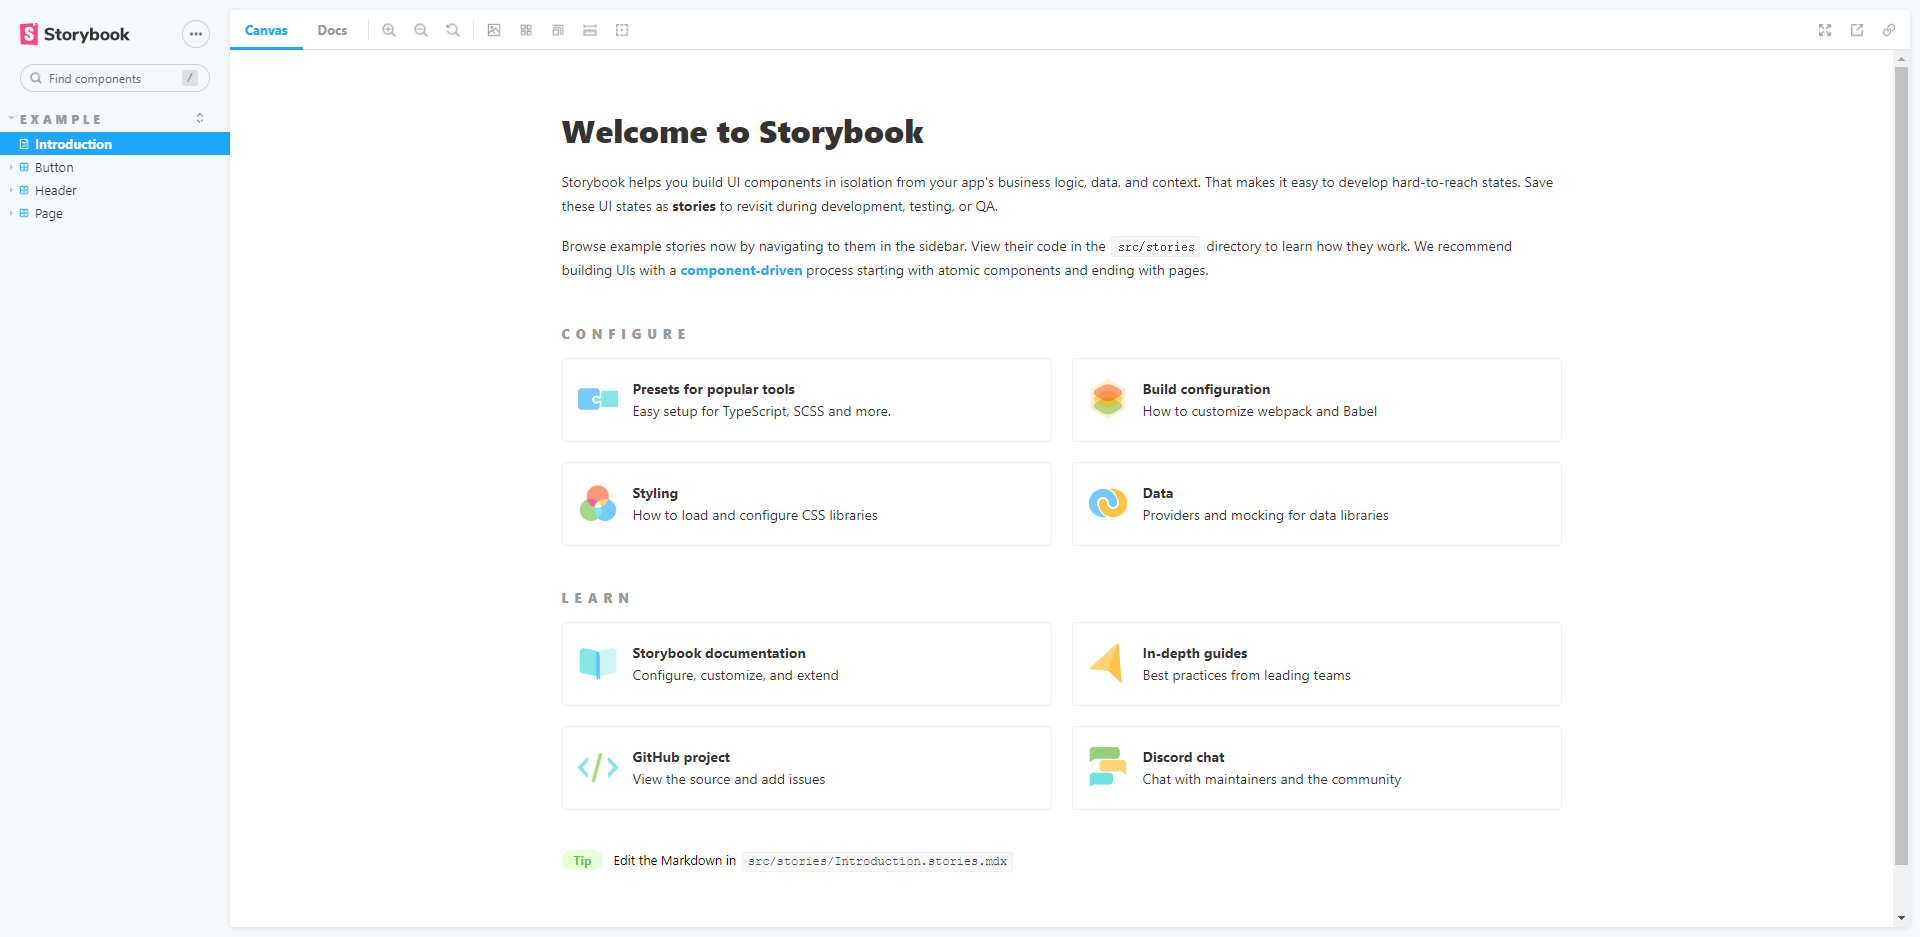 Storybook
Find components /
EXAMPLE
Introduction
Button
Header
Page
Canvas Docs
Welcome to Storybook
Storybook helps you build UI components in isolation from your app's business logic, data, and context. That makes it easy to develop hard-to-reach states. Save
these UI states as stories to revisit during development, testing, or QA.
Browse example stories now by navigating to them in the sidebar. View their code in the src/stories directory to learn how they work. We recommend
building UIs with a component-driven process starting with atomic components and ending with pages.
CONFIGURE
Presets for popular tools
Easy setup for TypeScript, SCSS and more.
Build configuration
How to customize webpack and Babel
Styling
How to load and configure CSS libraries
Data
Providers and mocking for data libraries
LEARN
Storybook documentation
Configure, customize, and extend
In-depth guides
Best practices from leading teams
GitHub project
View the source and add issues
Discord chat
Chat with maintainers and the community
Tip Edit the Markdown in src/stories/Introduction.stories.mdx